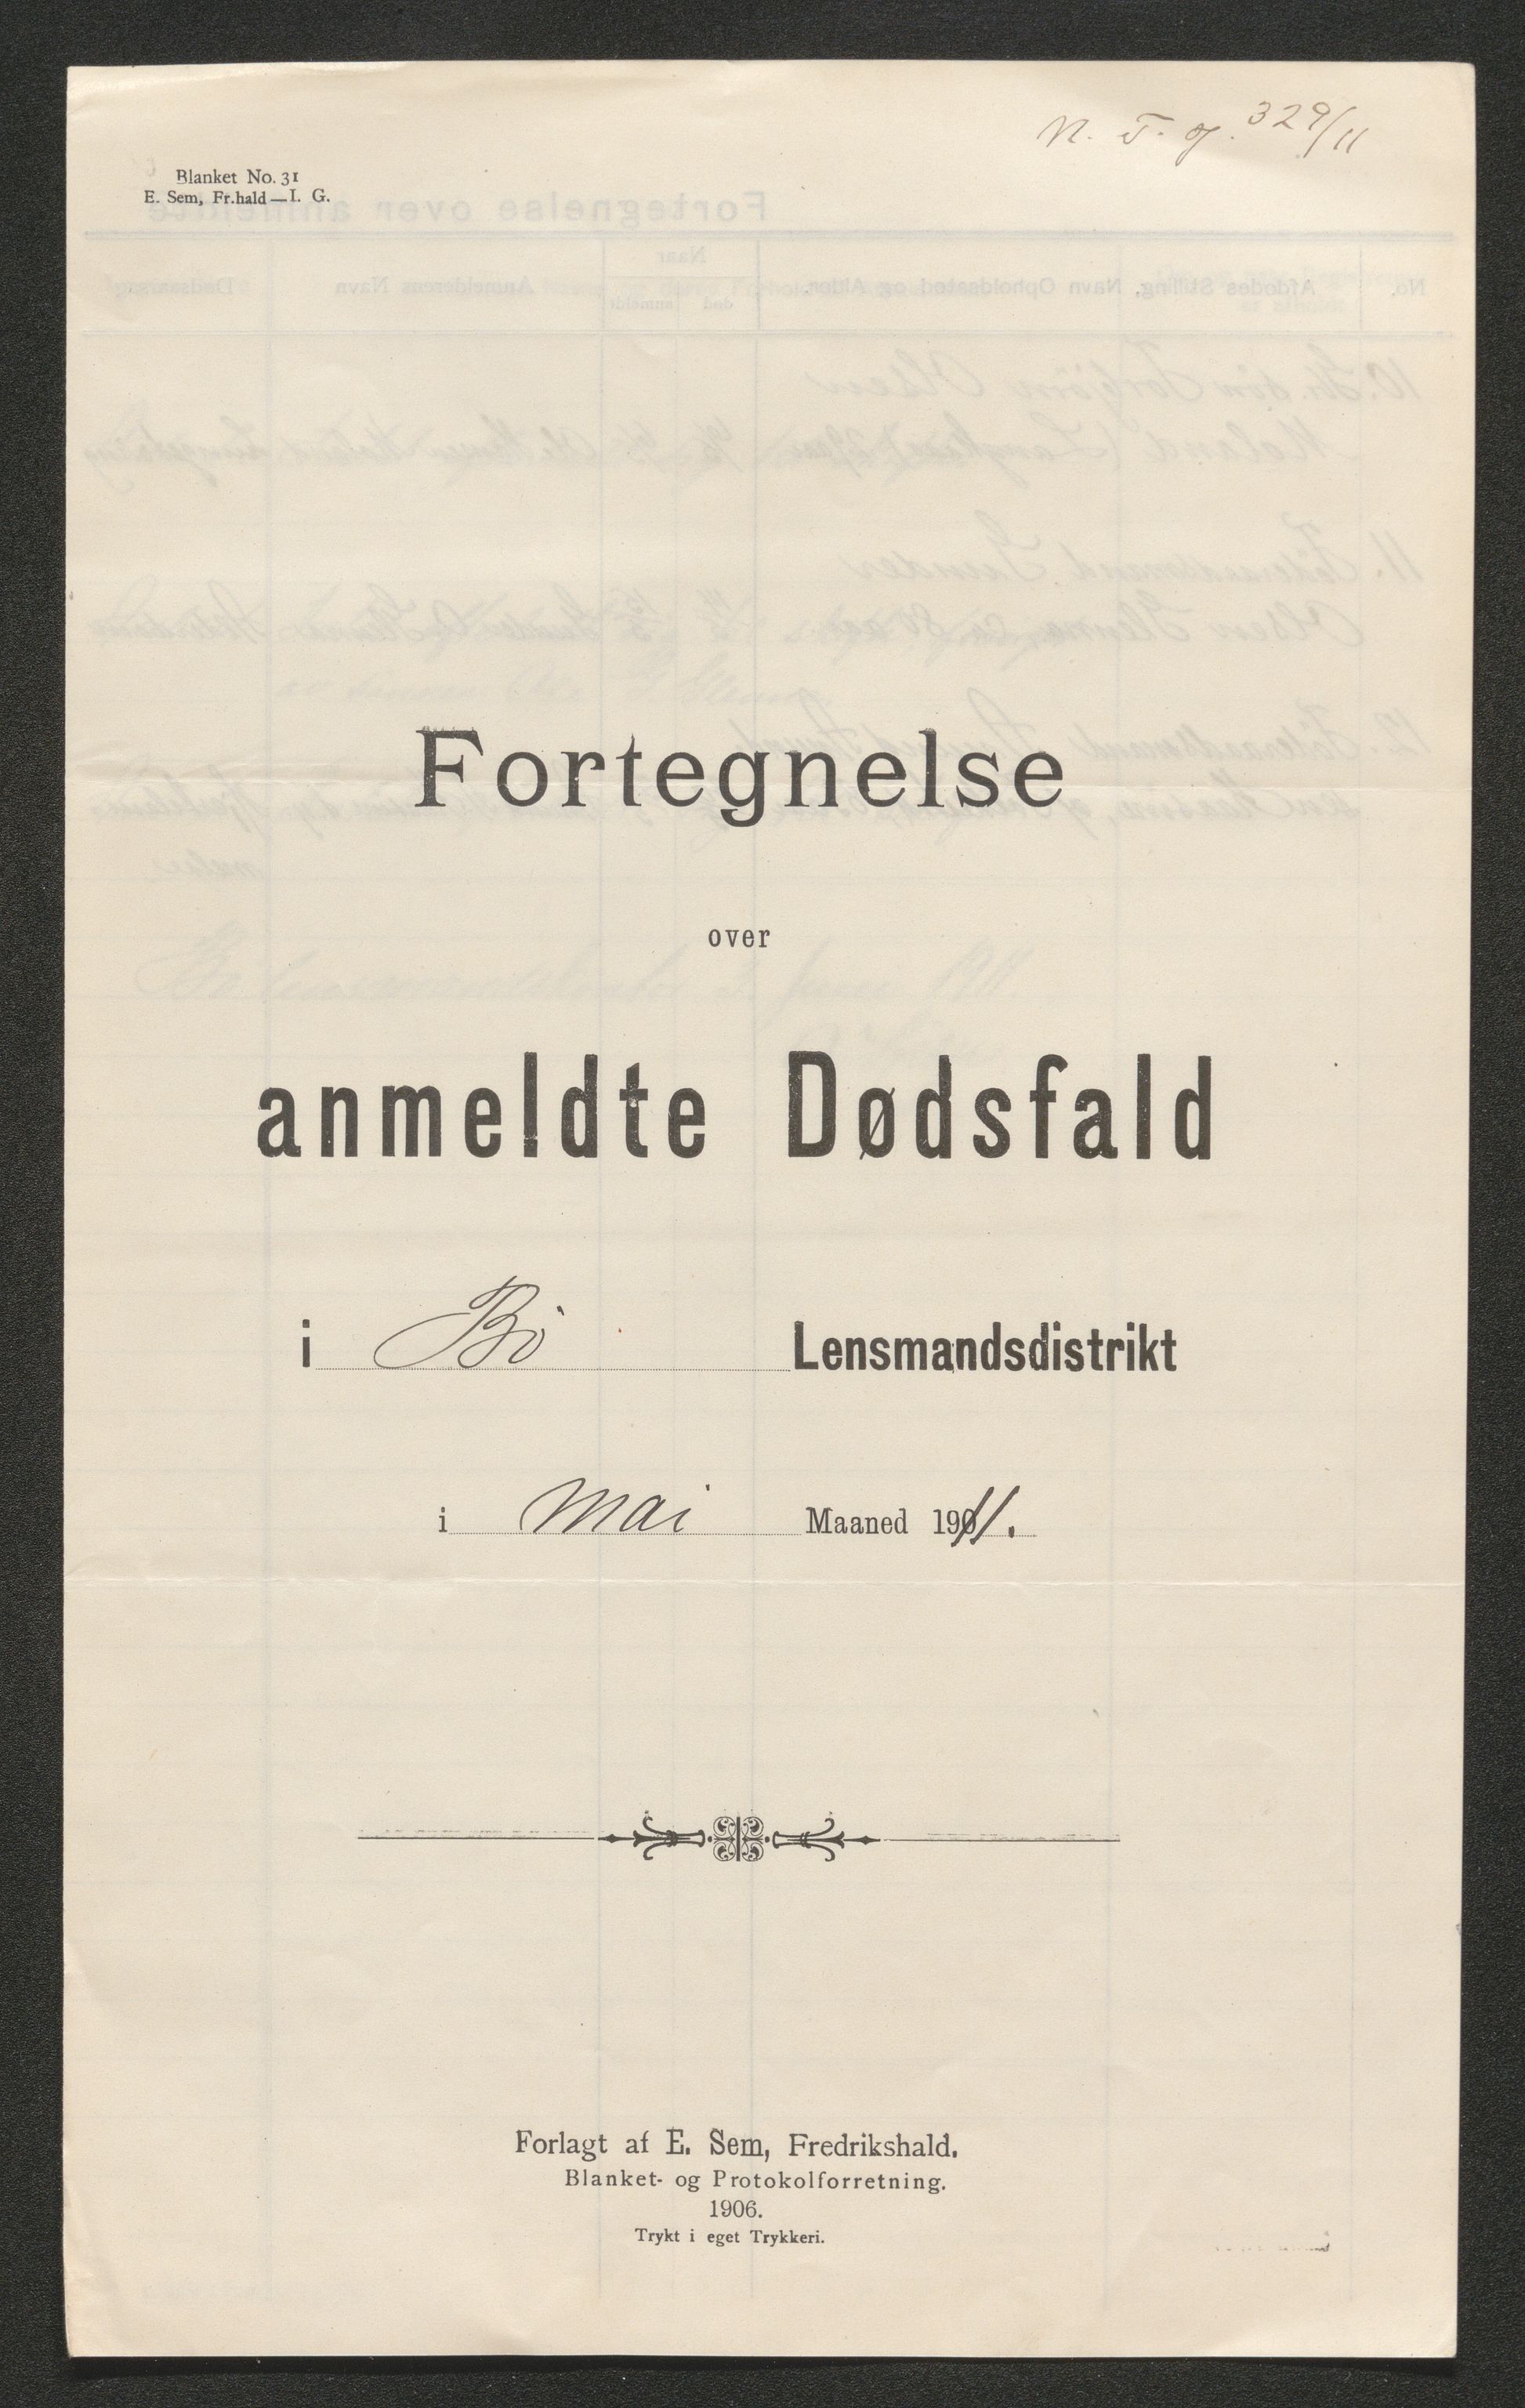 N. T. og. 329/11
Blanket No. 31
E. Sem, Fr.hald — I. G.
Fortegnelse
over
anmeldte Dødsfald
i Bö Lensmandsdistrikt
i Mai Maaned 1911.
Forlagt af E. Sem, Fredrikshald.
Blanket- og Protokolforretning.
1906.
Trykt i eget Trykkeri.